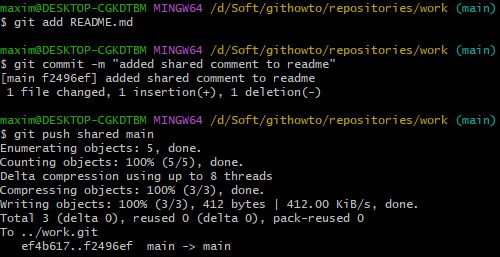 maxim@DESKTOP-CGKDTBM MINGW64 /d/Soft/githowto/repositories/work (main)
$ git add README.md
maxim@DESKTOP-CGKDTBM MINGW64 /d/Soft/githowto/repositories/work (main)
$ git commit -m "added shared comment to readme"
[main f2496ef] added shared comment to readme
 1 file changed, 1 insertion(+), 1 deletion(-)
maxim@DESKTOP-CGKDTBM MINGW64 /d/Soft/githowto/repositories/work (main)
$ git push shared main
Enumerating objects: 5, done.
Counting objects: 100% (5/5), done.
Delta compression using up to 8 threads
Compressing objects: 100% (3/3), done.
Writing objects: 100% (3/3), 412 bytes | 412.00 KiB/s, done.
Total 3 (delta 0), reused 0 (delta 0), pack-reused 0
To ../work.git
   ef4b617..f2496ef  main -> main